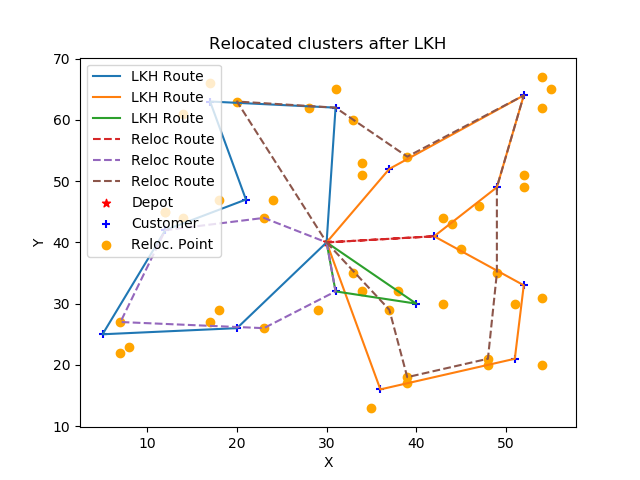 Relocated clusters after LKH
70
60
50
40
30
20
10
Y
LKH Route
LKH Route
LKH Route
Reloc Route
Reloc Route
Reloc Route
Depot
Customer
Reloc. Point
10 20 30 40 50
X